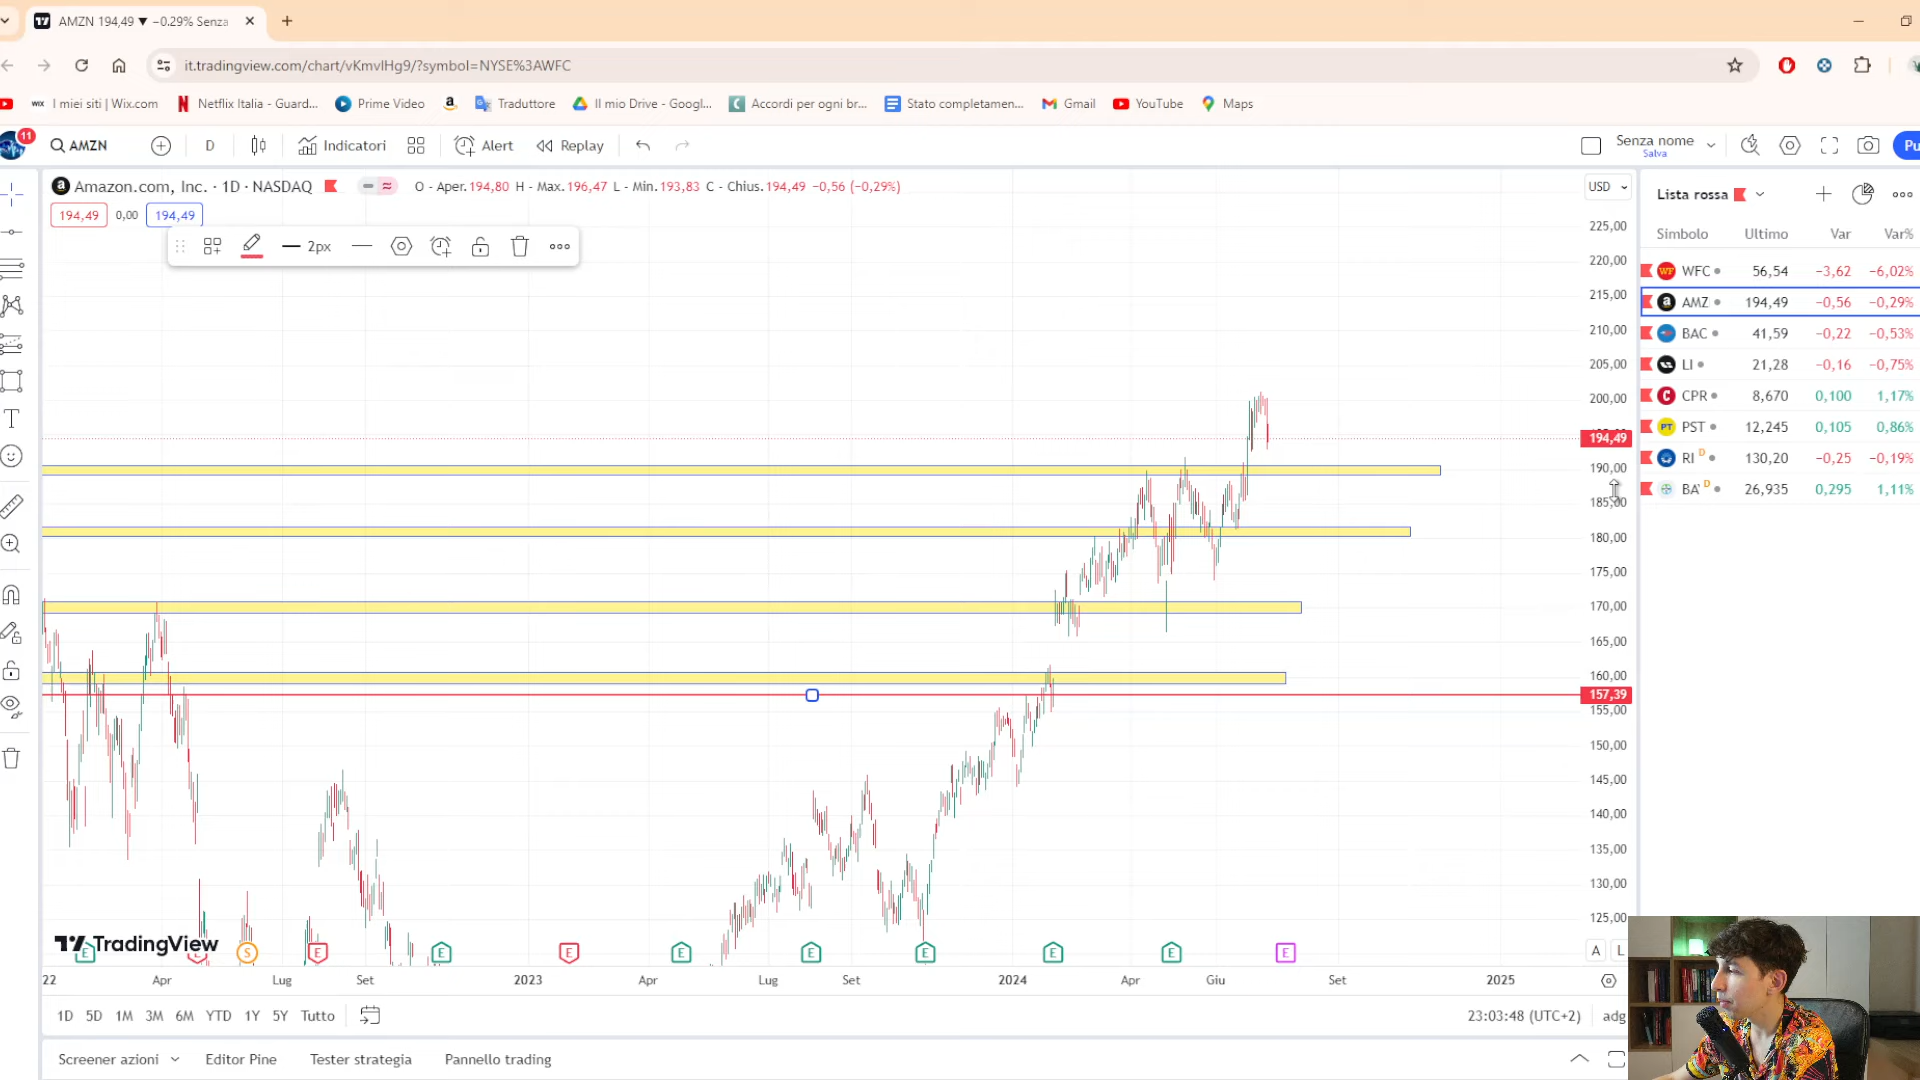 AMZN 194,49 ▼ −0.29% Senza
it.tradingview.com/chart/vKmvlHg9/?symbol=NYSE%3AWFC
WIX I miei siti | Wix.com
Netflix Italia - Guard...
Prime Video
Traduttore
Il mio Drive - Googl...
Accordi per ogni br...
Stato completamen...
Gmail
YouTube
Maps
11
AMZN
D
Indicatori
Alert
Replay
Senza nome
Salva
Pu
Amazon.com, Inc. · 1D · NASDAQ
O - Aper. 194,80 H - Max. 196,47 L - Min. 193,83 C - Chius. 194,49 −0,56 (−0,29%)
194,49 0,00 194,49
2px
USD
225,00
220,00
215,00
210,00
205,00
200,00
194,49
190,00
185,00
180,00
175,00
170,00
165,00
160,00
157,39
155,00
150,00
145,00
140,00
135,00
130,00
125,00
A L
Lista rossa
Simbolo Ultimo Var Var%
WFC 56,54 −3,62 −6,02%
AMZ 194,49 −0,56 −0,29%
BAC 41,59 −0,22 −0,53%
LI 21,28 −0,16 −0,75%
CPR 8,670 0,100 1,17%
PST 12,245 0,105 0,86%
RI D 130,20 −0,25 −0,19%
BA' D 26,935 0,295 1,11%
TradingView
E E S E E E E E E E E E
22 Apr Lug Set 2023 Apr Lug Set 2024 Apr Giu Set 2025
1D 5D 1M 3M 6M YTD 1Y 5Y Tutto
23:03:48 (UTC+2) adg
Screener azioni Editor Pine Tester strategia Pannello trading